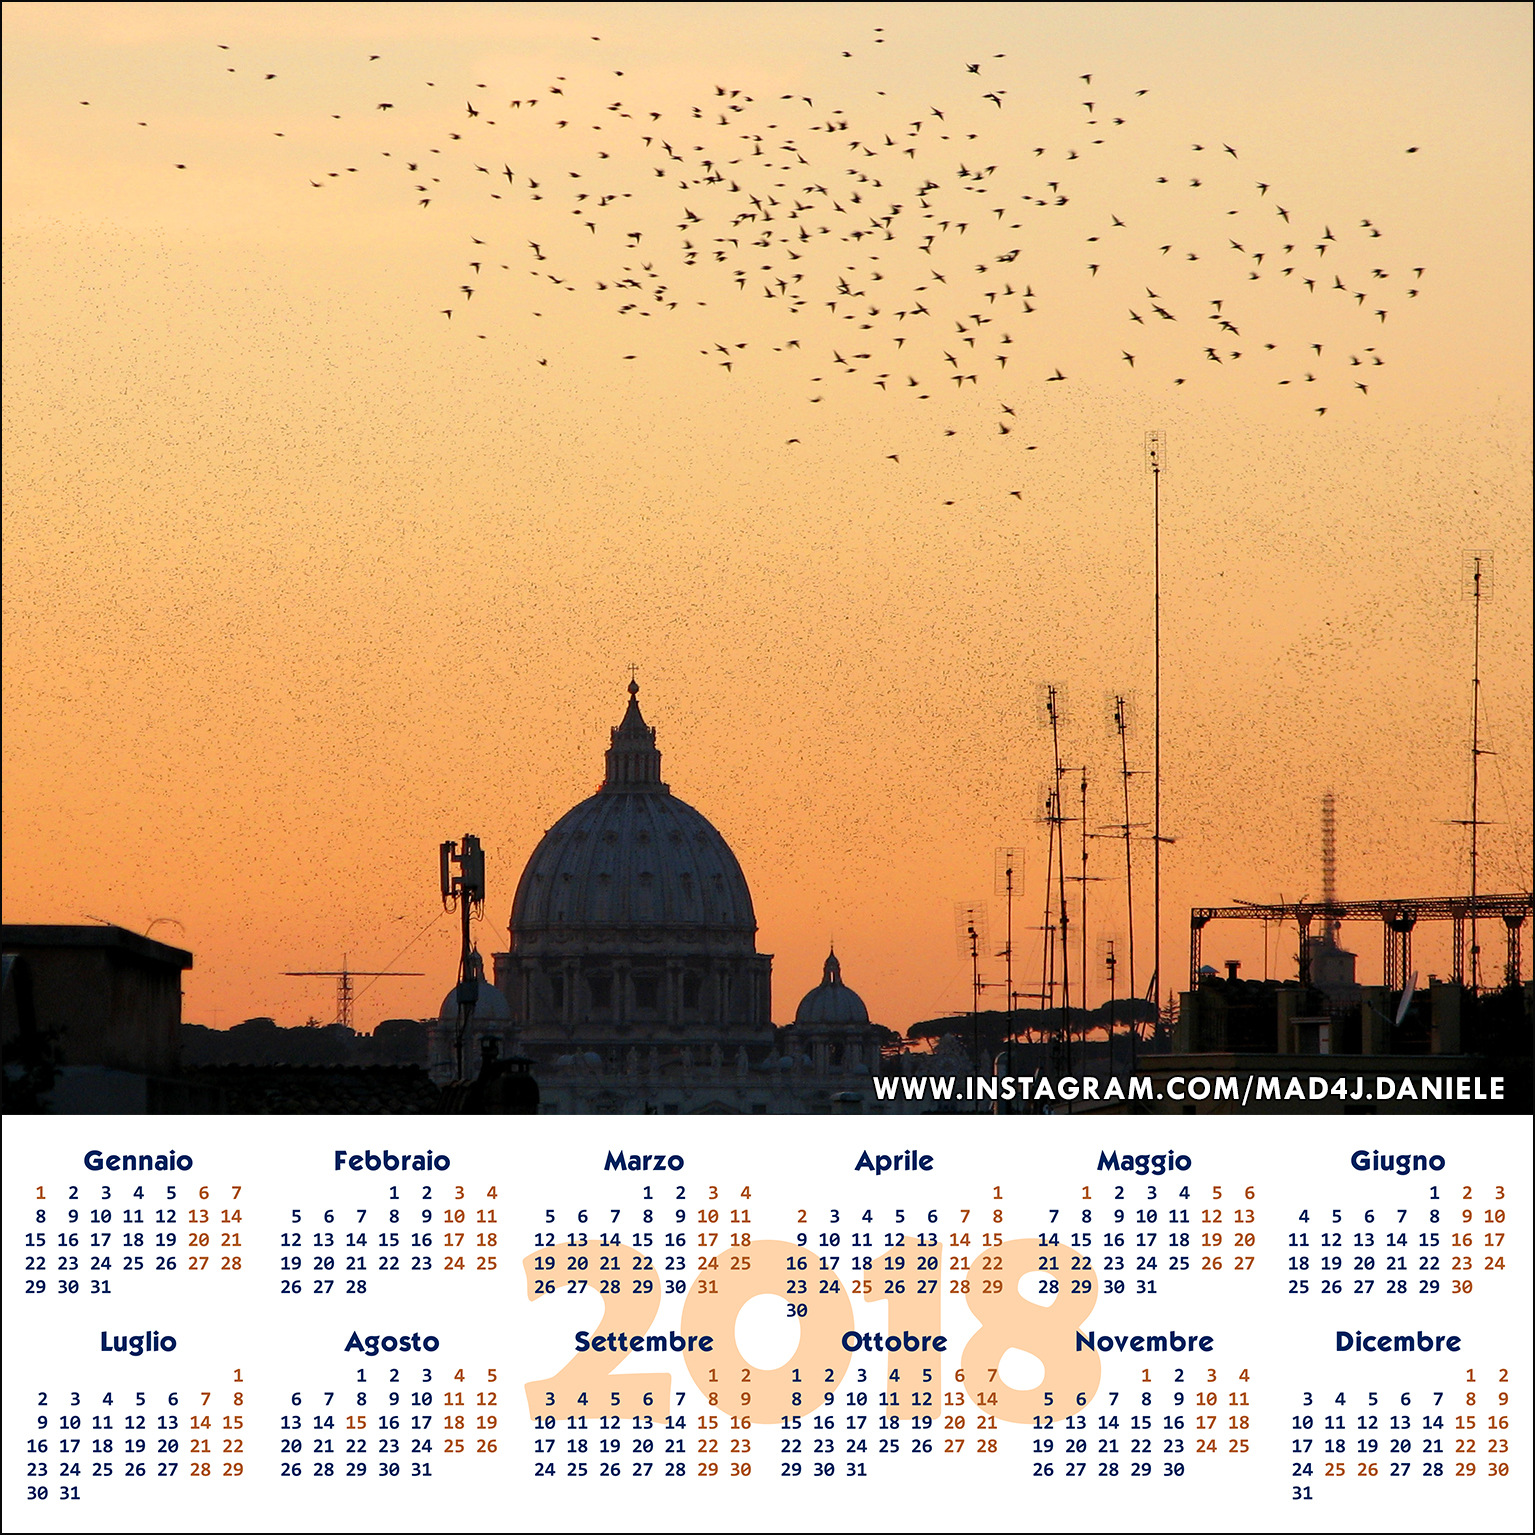 WWW.INSTAGRAM.COM/MAD4J.DANIELE
2018
Gennaio
1 2 3 4 5 6 7
8 9 10 11 12 13 14
15 16 17 18 19 20 21
22 23 24 25 26 27 28
29 30 31
Febbraio
1 2 3 4
5 6 7 8 9 10 11
12 13 14 15 16 17 18
19 20 21 22 23 24 25
26 27 28
Marzo
1 2 3 4
5 6 7 8 9 10 11
12 13 14 15 16 17 18
19 20 21 22 23 24 25
26 27 28 29 30 31
Aprile
1
2 3 4 5 6 7 8
9 10 11 12 13 14 15
16 17 18 19 20 21 22
23 24 25 26 27 28 29
30
Maggio
1 2 3 4 5 6
7 8 9 10 11 12 13
14 15 16 17 18 19 20
21 22 23 24 25 26 27
28 29 30 31
Giugno
1 2 3
4 5 6 7 8 9 10
11 12 13 14 15 16 17
18 19 20 21 22 23 24
25 26 27 28 29 30
Luglio
1
2 3 4 5 6 7 8
9 10 11 12 13 14 15
16 17 18 19 20 21 22
23 24 25 26 27 28 29
30 31
Agosto
1 2 3 4 5
6 7 8 9 10 11 12
13 14 15 16 17 18 19
20 21 22 23 24 25 26
26 28 29 30 31
Settembre
1 2
3 4 5 6 7 8 9
10 11 12 13 14 15 16
17 18 19 20 21 22 23
24 25 26 27 28 29 30
Ottobre
1 2 3 4 5 6 7
8 9 10 11 12 13 14
15 16 17 18 19 20 21
22 23 24 25 26 27 28
29 30 31
Novembre
1 2 3 4
5 6 7 8 9 10 11
12 13 14 15 16 17 18
19 20 21 22 23 24 25
26 27 28 29 30
Dicembre
1 2
3 4 5 6 7 8 9
10 11 12 13 14 15 16
17 18 19 20 21 22 23
24 25 26 27 28 29 30
31